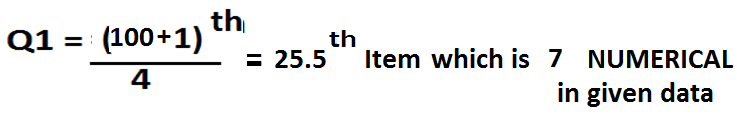 Q1 = (100+1)th / 4 = 25.5th Item which is 7 NUMERICAL
in given data